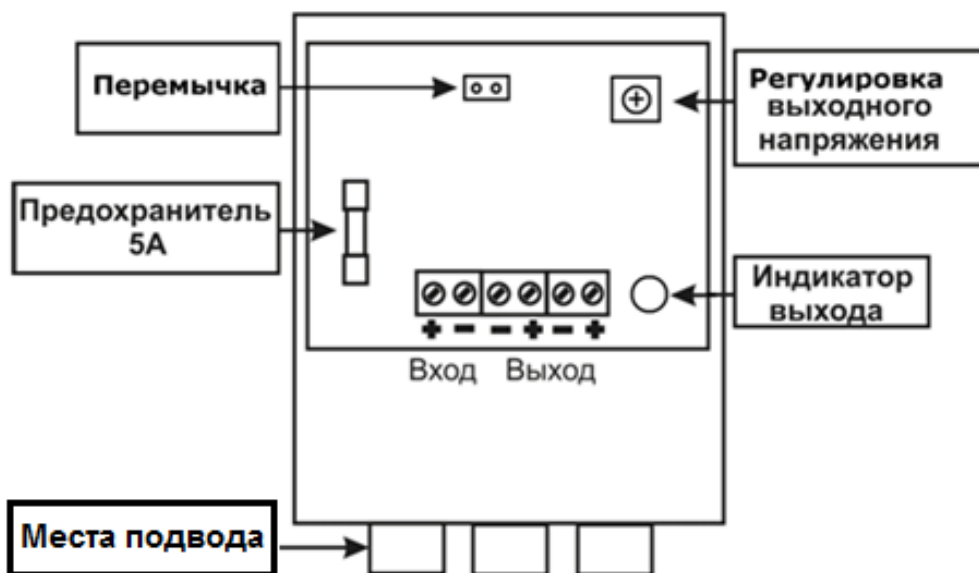 Перемычка
Регулировка
выходного
напряжения
Предохранитель
5А
Индикатор
выхода
+ − − + − +
Вход Выход
Места подвода